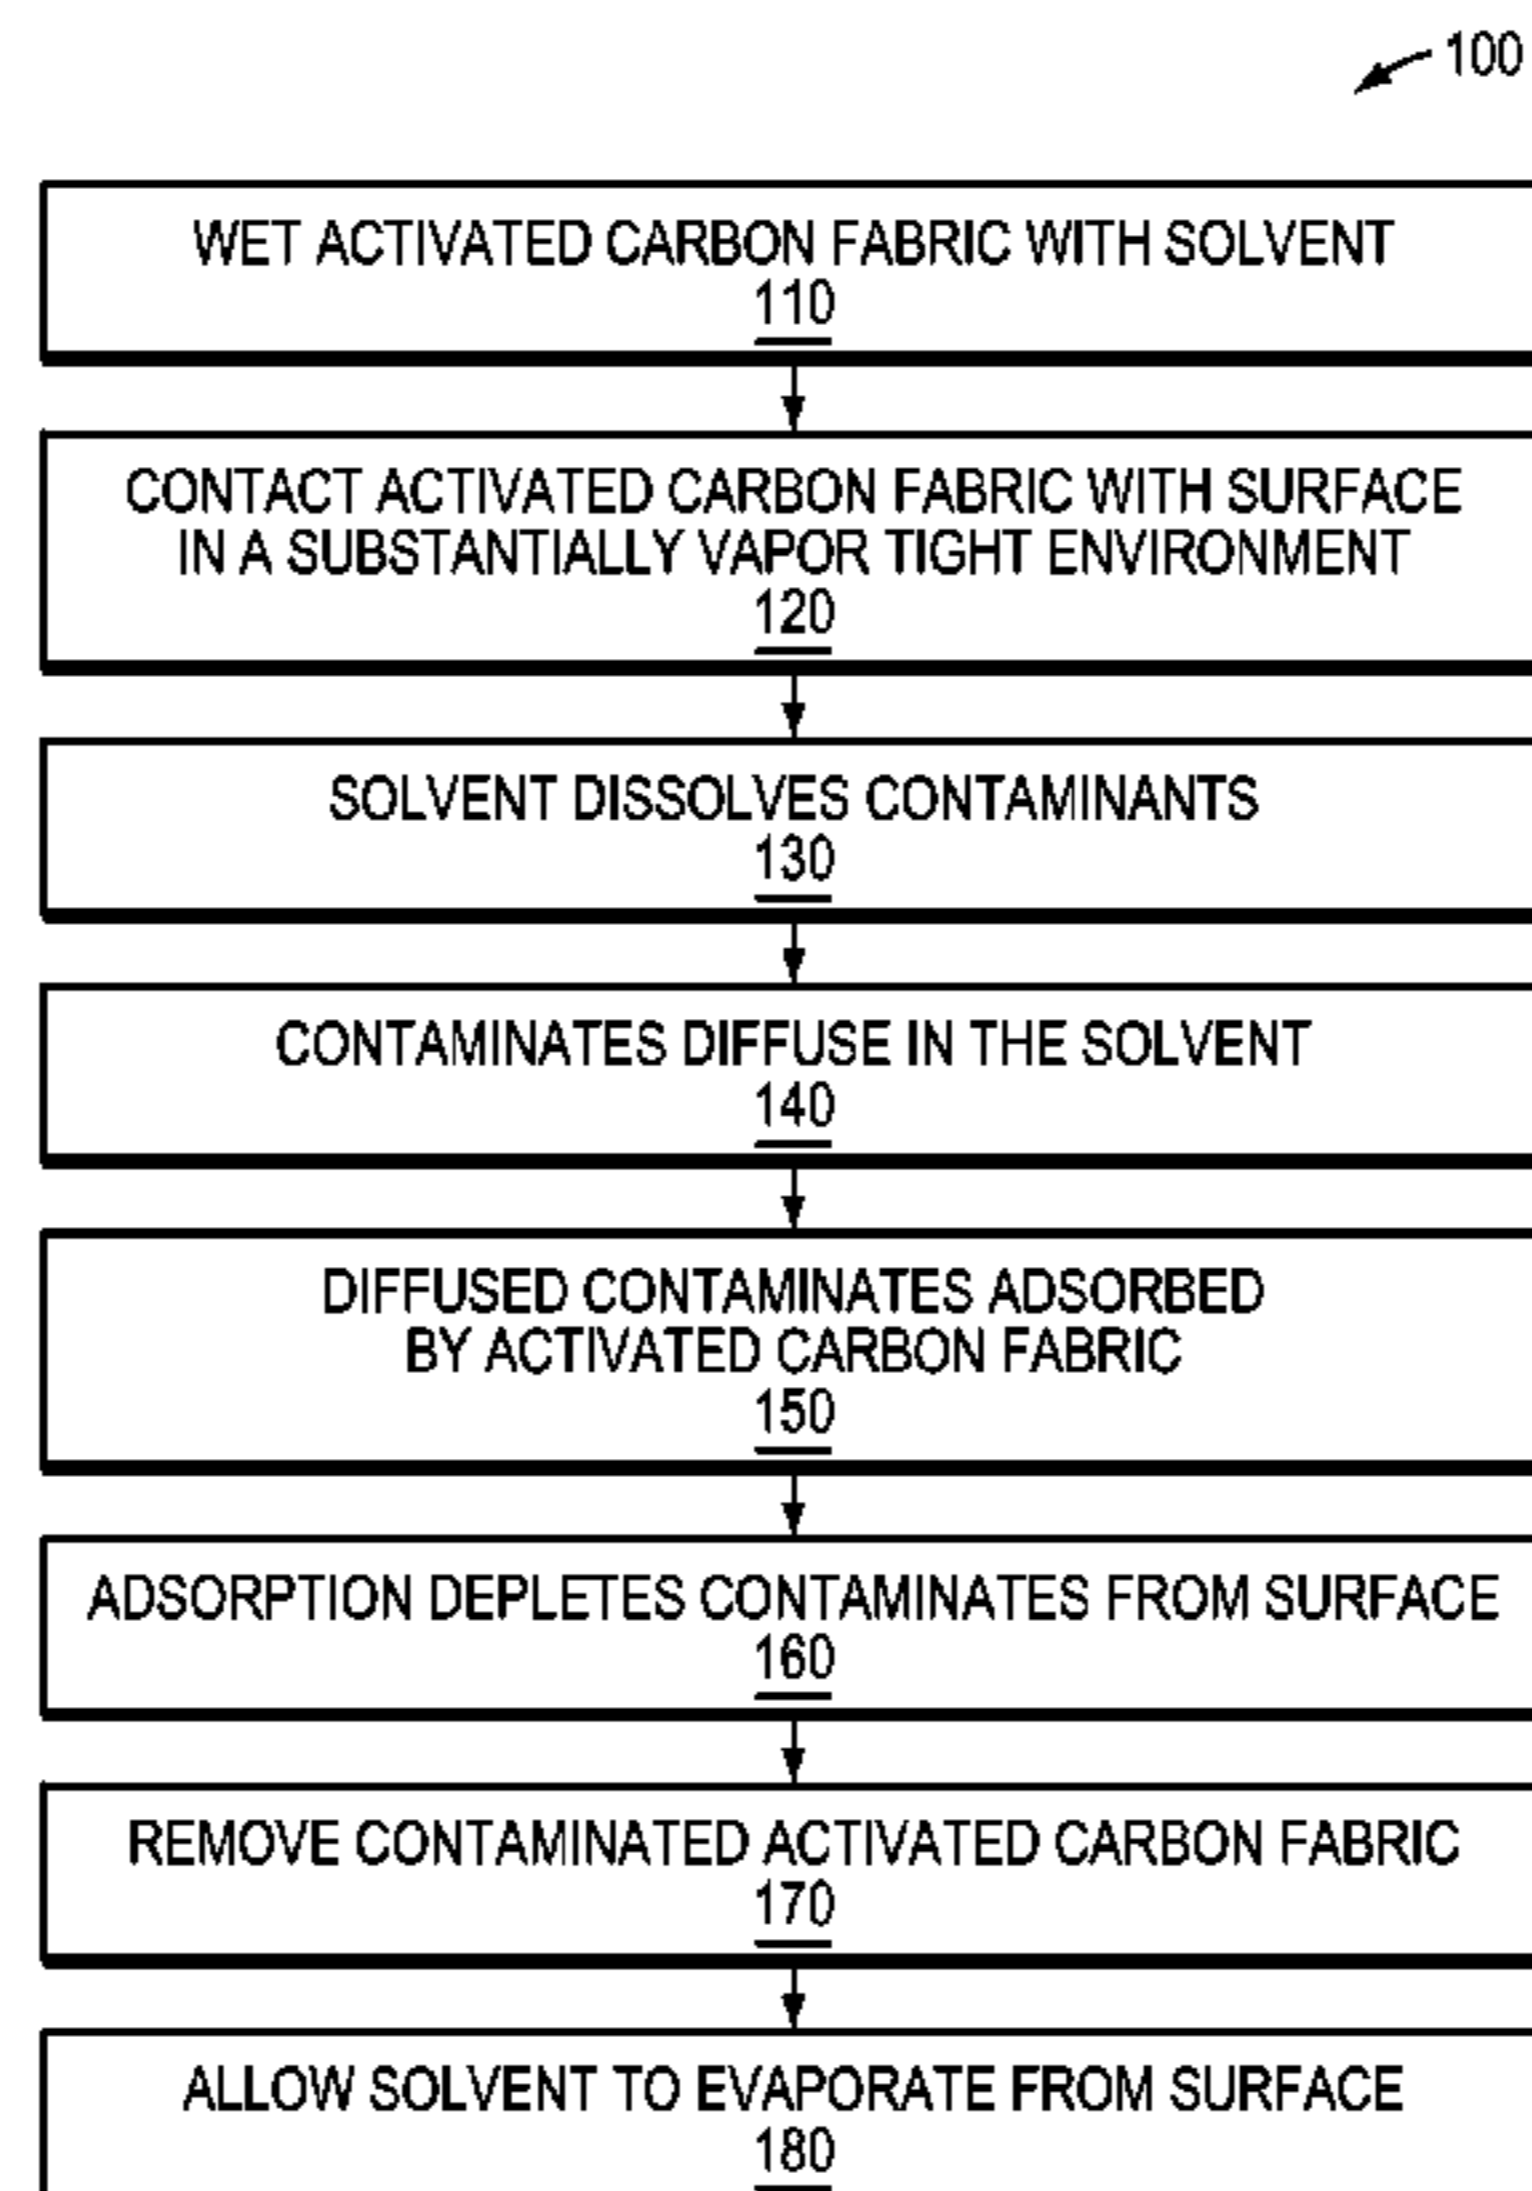 100
WET ACTIVATED CARBON FABRIC WITH SOLVENT
110
CONTACT ACTIVATED CARBON FABRIC WITH SURFACE
IN A SUBSTANTIALLY VAPOR TIGHT ENVIRONMENT
120
SOLVENT DISSOLVES CONTAMINANTS
130
CONTAMINATES DIFFUSE IN THE SOLVENT
140
DIFFUSED CONTAMINATES ADSORBED
BY ACTIVATED CARBON FABRIC
150
ADSORPTION DEPLETES CONTAMINATES FROM SURFACE
160
REMOVE CONTAMINATED ACTIVATED CARBON FABRIC
170
ALLOW SOLVENT TO EVAPORATE FROM SURFACE
180